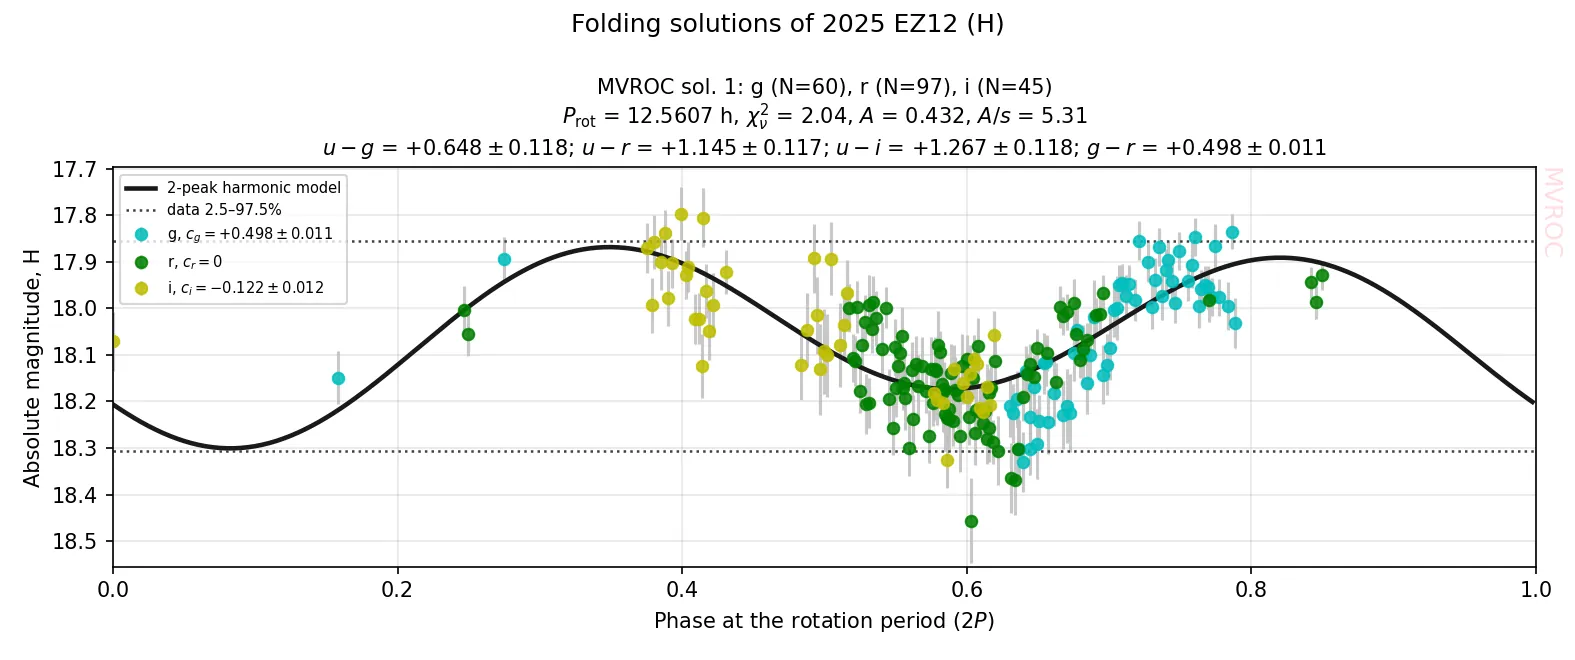 Folding solutions of 2025 EZ12 (H)
MVROC sol. 1: g (N=60), r (N=97), i (N=45)
P_rot = 12.5607 h, χ²_ν = 2.04, A = 0.432, A/s = 5.31
u − g = +0.648 ± 0.118; u − r = +1.145 ± 0.117; u − i = +1.267 ± 0.118; g − r = +0.498 ± 0.011
2-peak harmonic model
data 2.5–97.5%
g, c_g = +0.498 ± 0.011
r, c_r = 0
i, c_i = −0.122 ± 0.012
MVROC
Absolute magnitude, H
17.7
17.8
17.9
18.0
18.1
18.2
18.3
18.4
18.5
0.0 0.2 0.4 0.6 0.8 1.0
Phase at the rotation period (2P)